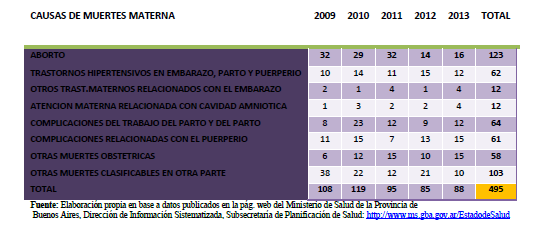 CAUSAS DE MUERTES MATERNA 2009 2010 2011 2012 2013 TOTAL
ABORTO 32 29 32 14 16 123
TRASTORNOS HIPERTENSIVOS EN EMBARAZO, PARTO Y PUERPERIO 10 14 11 15 12 62
OTROS TRAST.MATERNOS RELACIONADOS CON EL EMBARAZO 2 1 4 1 4 12
ATENCION MATERNA RELACIONADA CON CAVIDAD AMNIOTICA 1 3 2 2 4 12
COMPLICACIONES DEL TRABAJO DEL PARTO Y DEL PARTO 8 23 12 9 12 64
COMPLICACIONES RELACIONADAS CON EL PUERPERIO 11 15 7 13 15 61
OTRAS MUERTES OBSTETRICAS 6 12 15 10 15 58
OTRAS MUERTES CLASIFICABLES EN OTRA PARTE 38 22 12 21 10 103
TOTAL 108 119 95 85 88 495
Fuente: Elaboración propia en base a datos publicados en la pág. web del Ministerio de Salud de la Provincia de
Buenos Aires, Dirección de Información Sistematizada, Subsecretaría de Planificación de Salud: http://www.ms.gba.gov.ar/EstadodeSalud